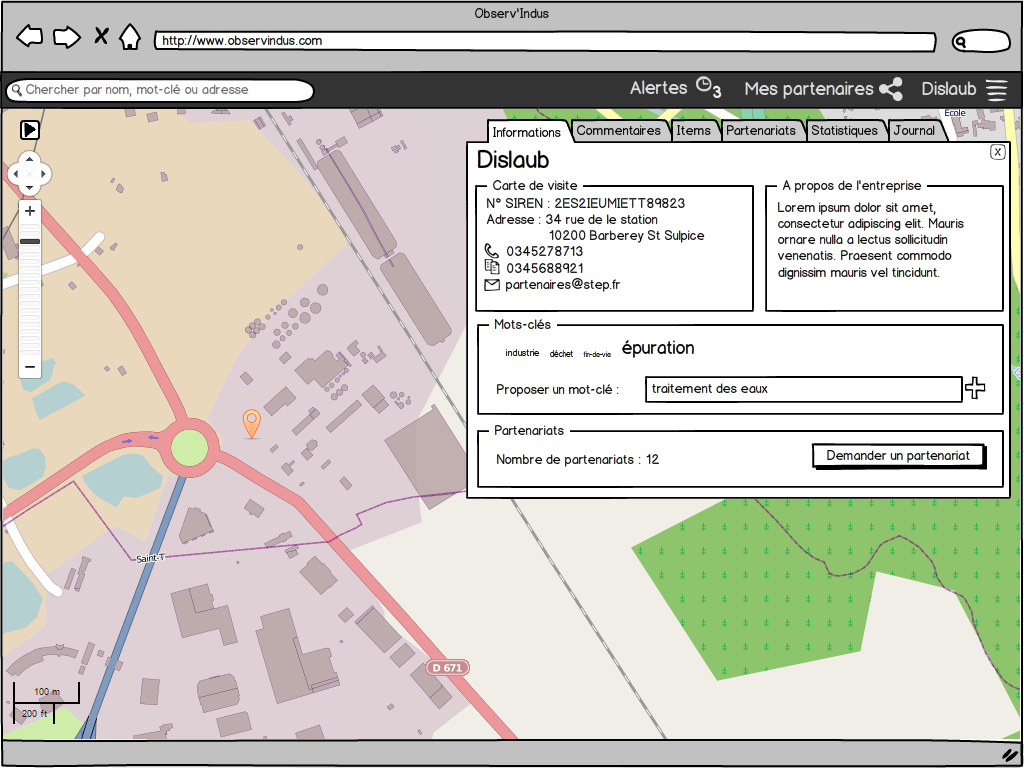 Observ'Indus
http://www.observindus.com
Chercher par nom, mot-clé ou adresse
Alertes 3
Mes partenaires
Dislaub
Ecole
Informations
Commentaires
Items
Partenariats
Statistiques
Journal
X
Dislaub
Carte de visite
N° SIREN : 2ES2IEUMIETT89823
Adresse : 34 rue de le station
10200 Barberey St Sulpice
0345278713
0345688921
partenaires@step.fr
A propos de l'entreprise
Lorem ipsum dolor sit amet,
consectetur adipiscing elit. Mauris
ornare nulla a lectus sollicitudin
venenatis. Praesent commodo
dignissim mauris vel tincidunt.
Mots-clés
industrie déchet fin-de-vie épuration
Proposer un mot-clé : traitement des eaux
Partenariats
Nombre de partenariats : 12
Demander un partenariat
Saint-T
D 671
100 m
200 ft